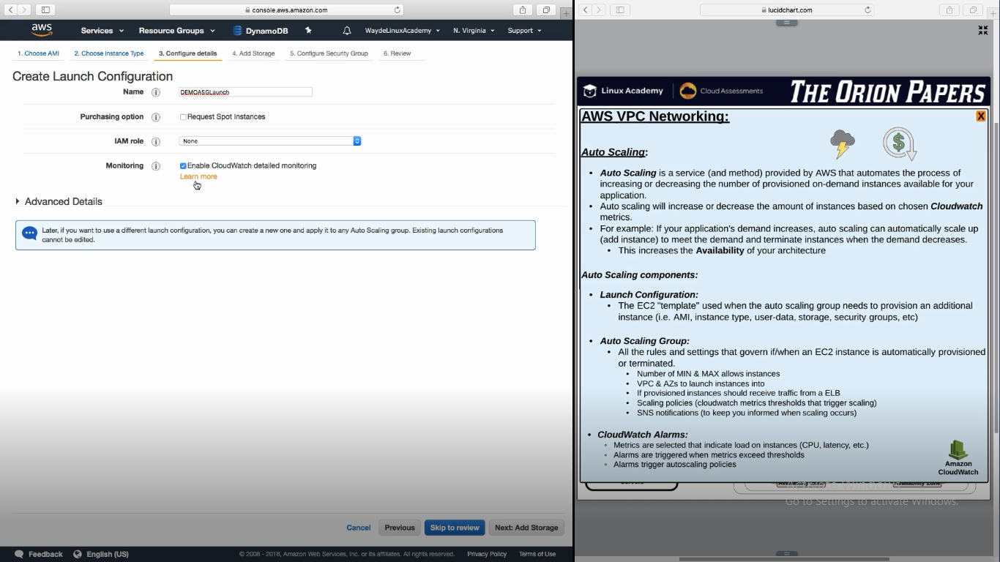 console.aws.amazon.com
aws
Services
Resource Groups
DynamoDB
WaydeLinuxAcademy
N. Virginia
Support
1. Choose AMI
2. Choose Instance Type
3. Configure details
4. Add Storage
5. Configure Security Group
6. Review
Create Launch Configuration
Name
DEMOASGLaunch
Purchasing option
Request Spot Instances
IAM role
None
Monitoring
Enable CloudWatch detailed monitoring
Learn more
Advanced Details
Later, if you want to use a different launch configuration, you can create a new one and apply it to any Auto Scaling group. Existing launch configurations
cannot be edited.
Cancel
Previous
Skip to review
Next: Add Storage
Feedback
English (US)
© 2008 - 2018, Amazon Web Services, Inc. or its affiliates. All rights reserved.
Privacy Policy
Terms of Use
lucidchart.com
Linux Academy
Cloud Assessments
THE ORION PAPERS
AWS VPC Networking:
X
Auto Scaling:
• Auto Scaling is a service (and method) provided by AWS that automates the process of
increasing or decreasing the number of provisioned on-demand instances available for your
application.
• Auto scaling will increase or decrease the amount of instances based on chosen Cloudwatch
metrics.
• For example: If your application's demand increases, auto scaling can automatically scale up
(add instance) to meet the demand and terminate instances when the demand decreases.
• This increases the Availability of your architecture
Auto Scaling components:
• Launch Configuration:
• The EC2 "template" used when the auto scaling group needs to provision an additional
instance (i.e. AMI, instance type, user-data, storage, security groups, etc)
• Auto Scaling Group:
• All the rules and settings that govern if/when an EC2 instance is automatically provisioned
or terminated.
• Number of MIN & MAX allows instances
• VPC & AZs to launch instances into
• If provisioned instances should receive traffic from a ELB
• Scaling policies (cloudwatch metrics thresholds that trigger scaling)
• SNS notifications (to keep you informed when scaling occurs)
• CloudWatch Alarms:
◦ Metrics are selected that indicate load on instances (CPU, latency, etc.)
◦ Alarms are triggered when metrics exceed thresholds
◦ Alarms trigger autoscaling policies
Amazon
CloudWatch
Go to Settings to activate Windows.